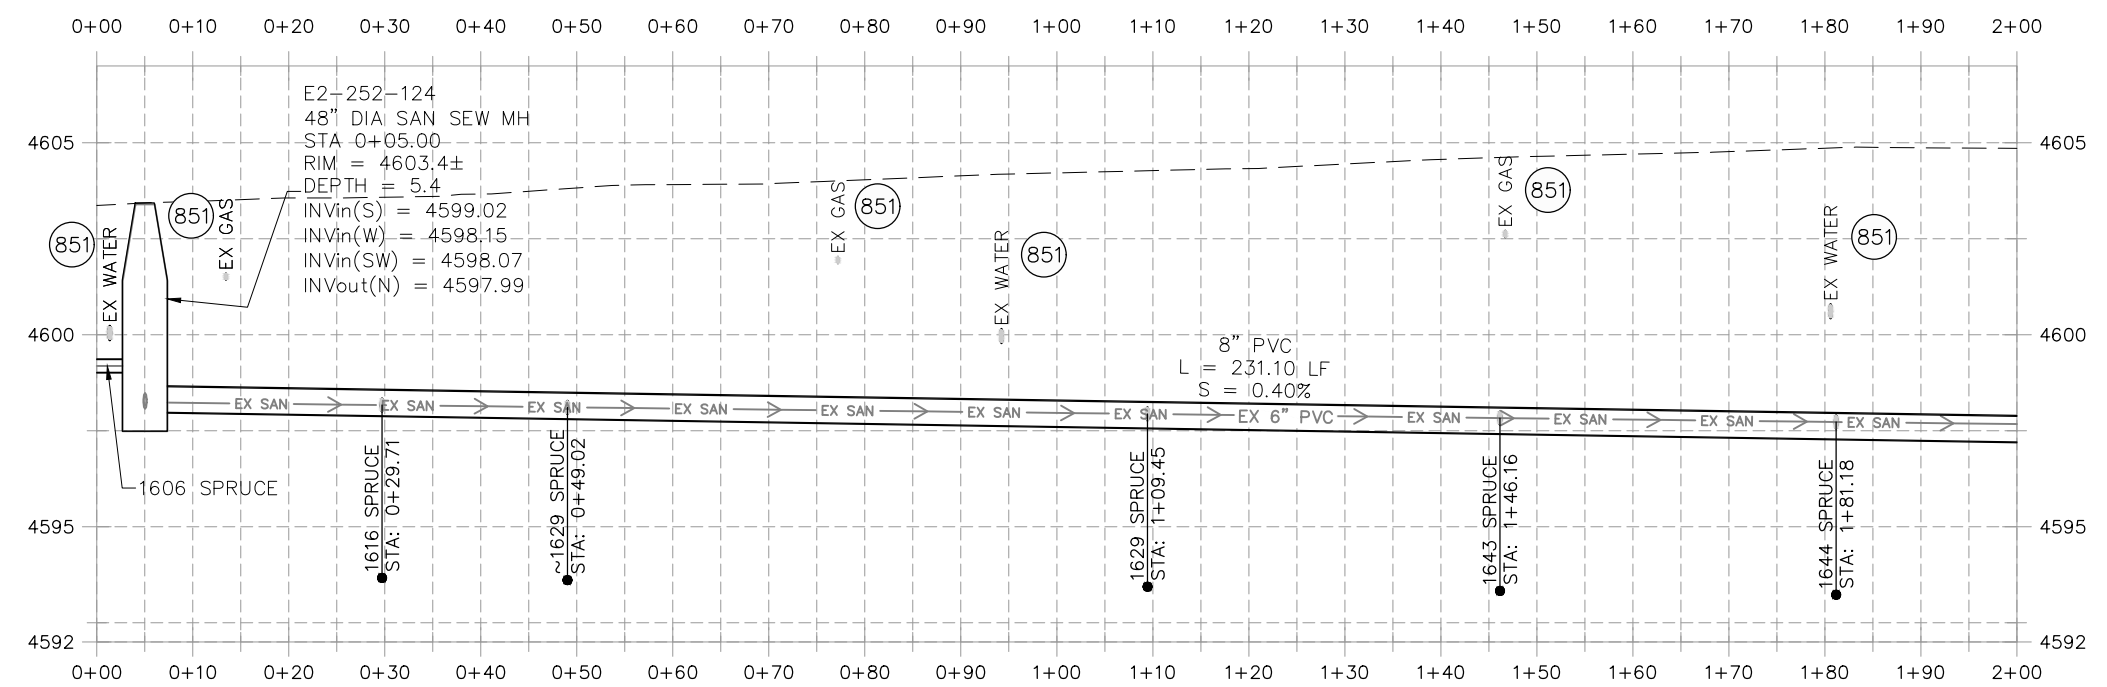 0+00 0+10 0+20 0+30 0+40 0+50 0+60 0+70 0+80 0+90 1+00 1+10 1+20 1+30 1+40 1+50 1+60 1+70 1+80 1+90 2+00
E2-252-124
48" DIA SAN SEW MH
STA 0+05.00
RIM = 4603.4±
DEPTH = 5.4
INVin(S) = 4599.02
INVin(W) = 4598.15
INVin(SW) = 4598.07
INVout(N) = 4597.99
4605 4605
851
EX WATER
851
EX GAS
EX GAS
851
EX WATER
851
EX GAS
851
EX WATER
851
4600 4600
8" PVC
L = 231.10 LF
S = 0.40%
EX SAN EX SAN EX SAN EX SAN EX SAN EX SAN EX SAN EX 6" PVC EX SAN EX SAN EX SAN EX SAN
1606 SPRUCE
1616 SPRUCE
STA: 0+29.71
~1629 SPRUCE
STA: 0+49.02
1629 SPRUCE
STA: 1+09.45
1643 SPRUCE
STA: 1+46.16
1644 SPRUCE
STA: 1+81.18
4595 4595
4592 4592
0+00 0+10 0+20 0+30 0+40 0+50 0+60 0+70 0+80 0+90 1+00 1+10 1+20 1+30 1+40 1+50 1+60 1+70 1+80 1+90 2+00